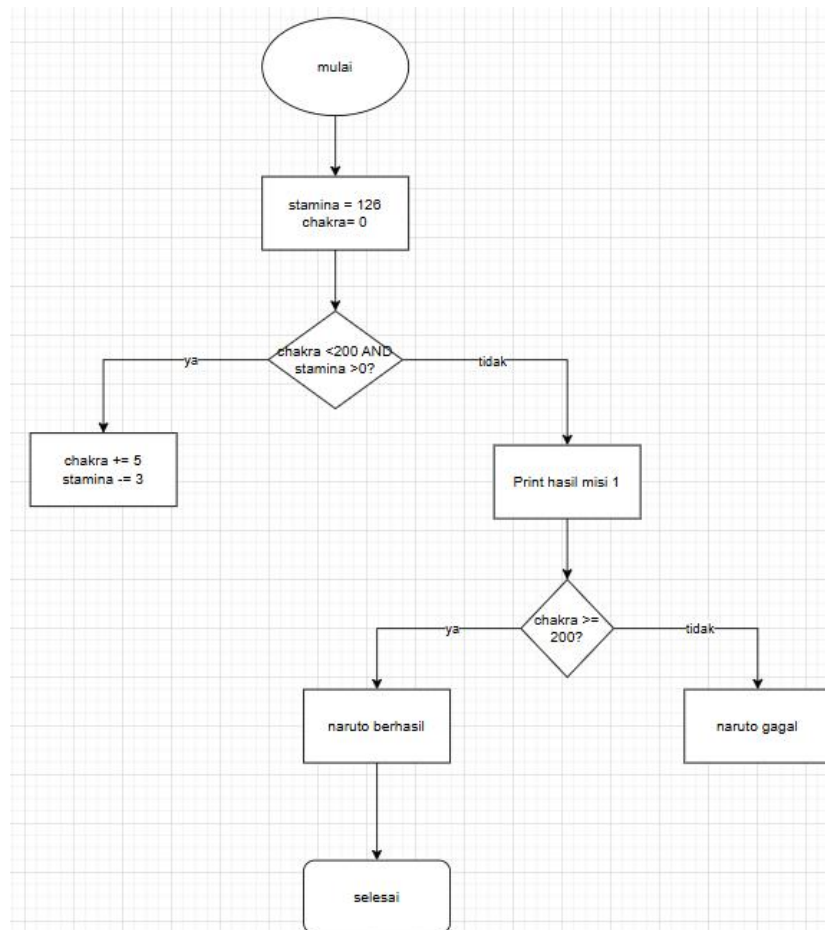 mulai
stamina = 126
chakra= 0
chakra <200 AND
stamina >0?
ya
tidak
chakra += 5
stamina -= 3
Print hasil misi 1
chakra >=
200?
ya
tidak
naruto berhasil
naruto gagal
selesai